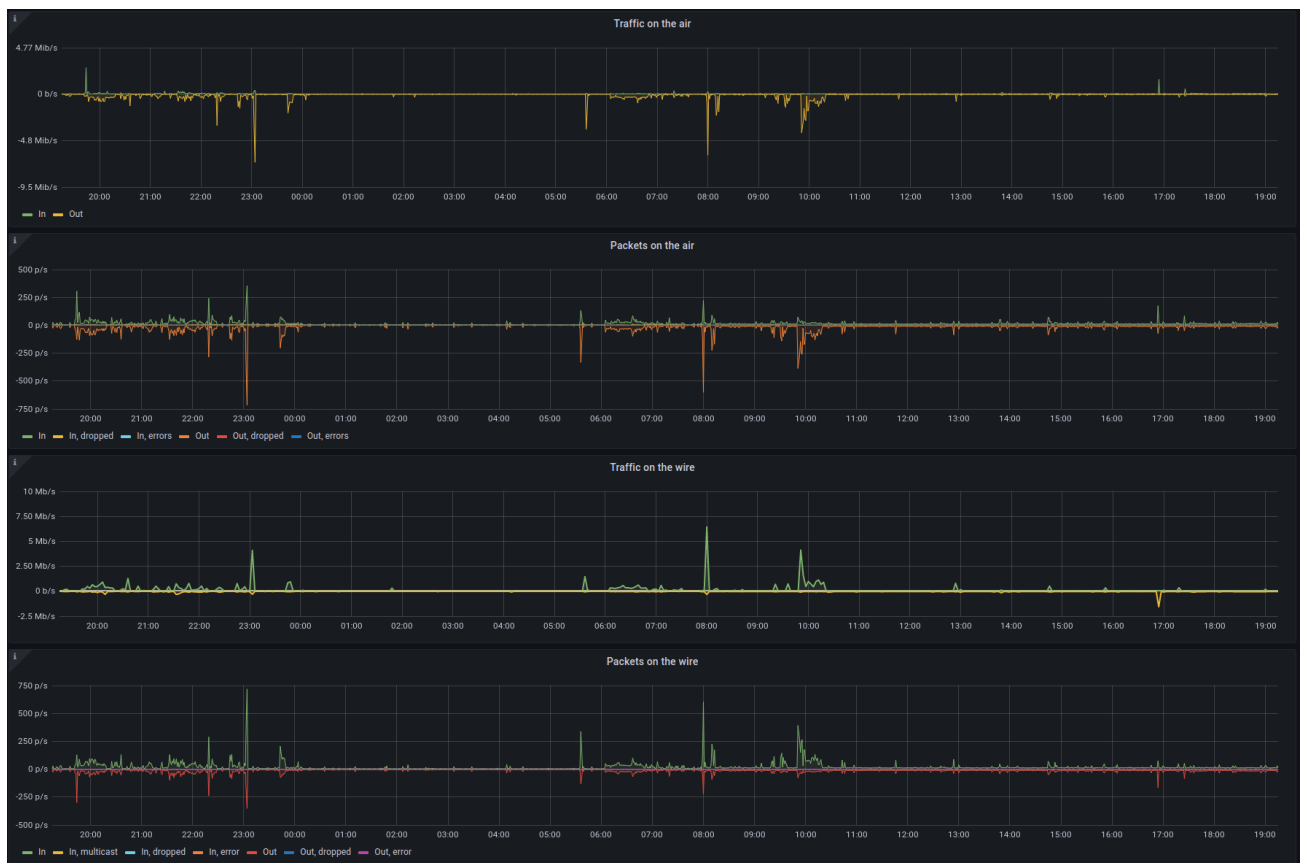 i
Traffic on the air
4.77 Mib/s
0 b/s
-4.8 Mib/s
-9.5 Mib/s
20:00 21:00 22:00 23:00 00:00 01:00 02:00 03:00 04:00 05:00 06:00 07:00 08:00 09:00 10:00 11:00 12:00 13:00 14:00 15:00 16:00 17:00 18:00 19:00
In Out
i
Packets on the air
500 p/s
250 p/s
0 p/s
-250 p/s
-500 p/s
-750 p/s
20:00 21:00 22:00 23:00 00:00 01:00 02:00 03:00 04:00 05:00 06:00 07:00 08:00 09:00 10:00 11:00 12:00 13:00 14:00 15:00 16:00 17:00 18:00 19:00
In In, dropped In, errors Out Out, dropped Out, errors
i
Traffic on the wire
10 Mb/s
7.50 Mb/s
5 Mb/s
2.50 Mb/s
0 b/s
-2.5 Mb/s
20:00 21:00 22:00 23:00 00:00 01:00 02:00 03:00 04:00 05:00 06:00 07:00 08:00 09:00 10:00 11:00 12:00 13:00 14:00 15:00 16:00 17:00 18:00 19:00
i
Packets on the wire
750 p/s
500 p/s
250 p/s
0 p/s
-250 p/s
-500 p/s
20:00 21:00 22:00 23:00 00:00 01:00 02:00 03:00 04:00 05:00 06:00 07:00 08:00 09:00 10:00 11:00 12:00 13:00 14:00 15:00 16:00 17:00 18:00 19:00
In In, multicast In, dropped In, error Out Out, dropped Out, error